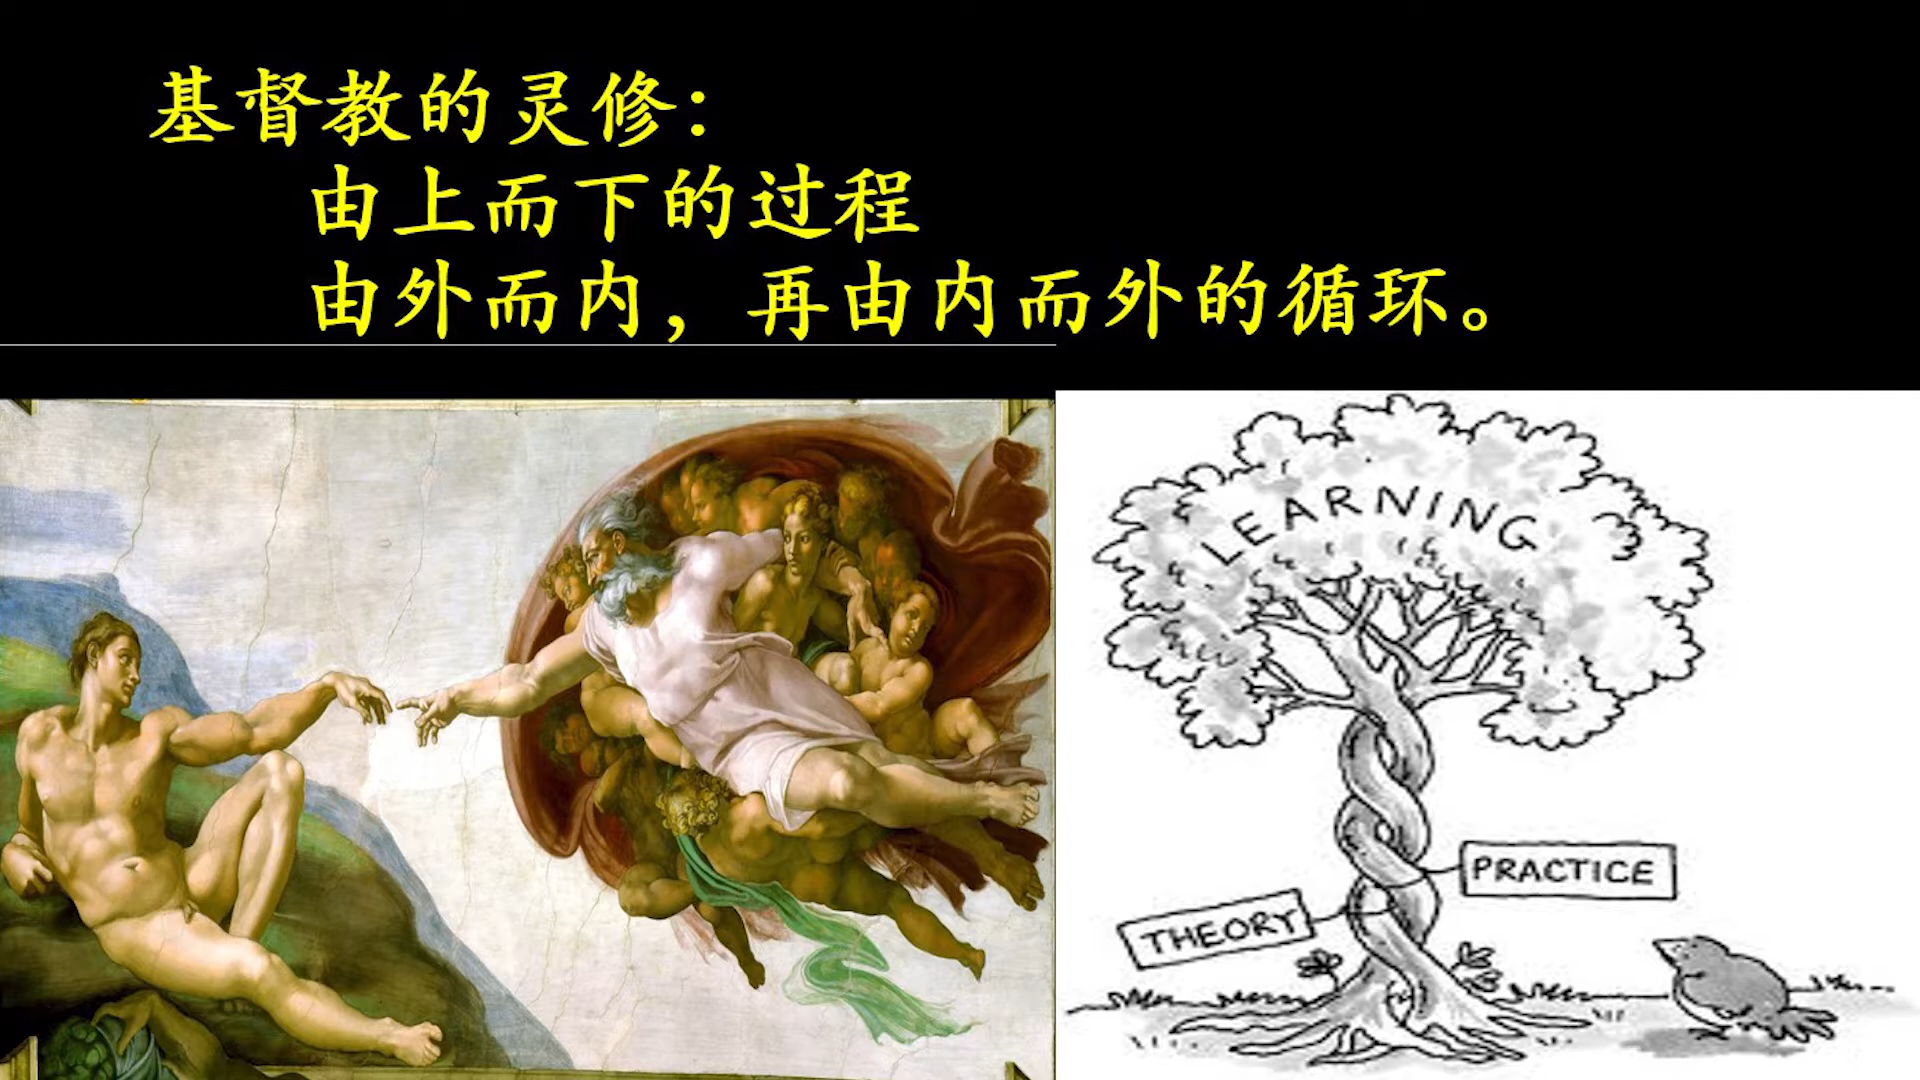 基督教的灵修：
由上而下的过程
由外而内，再由内而外的循环。
LEARNING
PRACTICE
THEORY